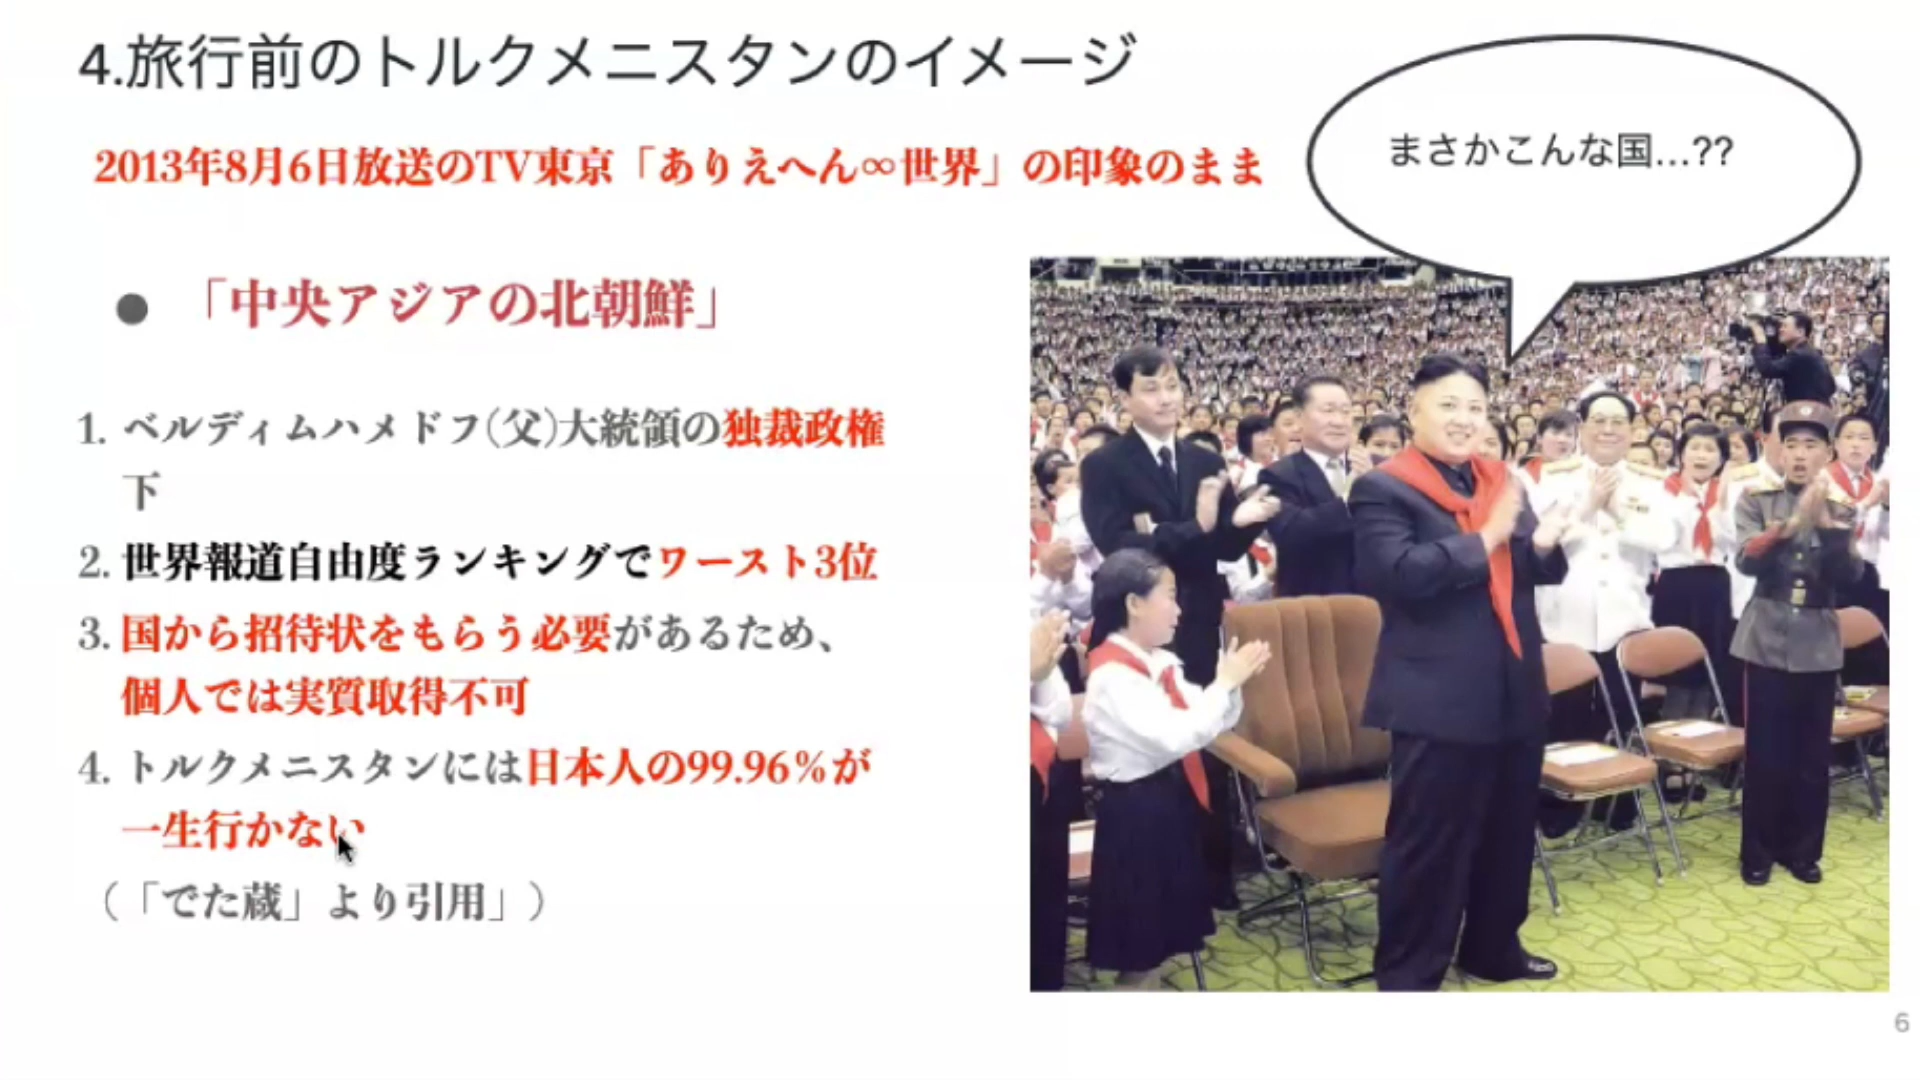 4.旅行前のトルクメニスタンのイメージ
まさかこんな国...??
2013年8月6日放送のTV東京「ありえへん∞世界」の印象のまま
● 「中央アジアの北朝鮮」
1. ベルディムハメドフ(父)大統領の独裁政権
下
2. 世界報道自由度ランキングでワースト3位
3. 国から招待状をもらう必要があるため、
個人では実質取得不可
4. トルクメニスタンには日本人の99.96%が
一生行かない
（「でた蔵」より引用」）
6